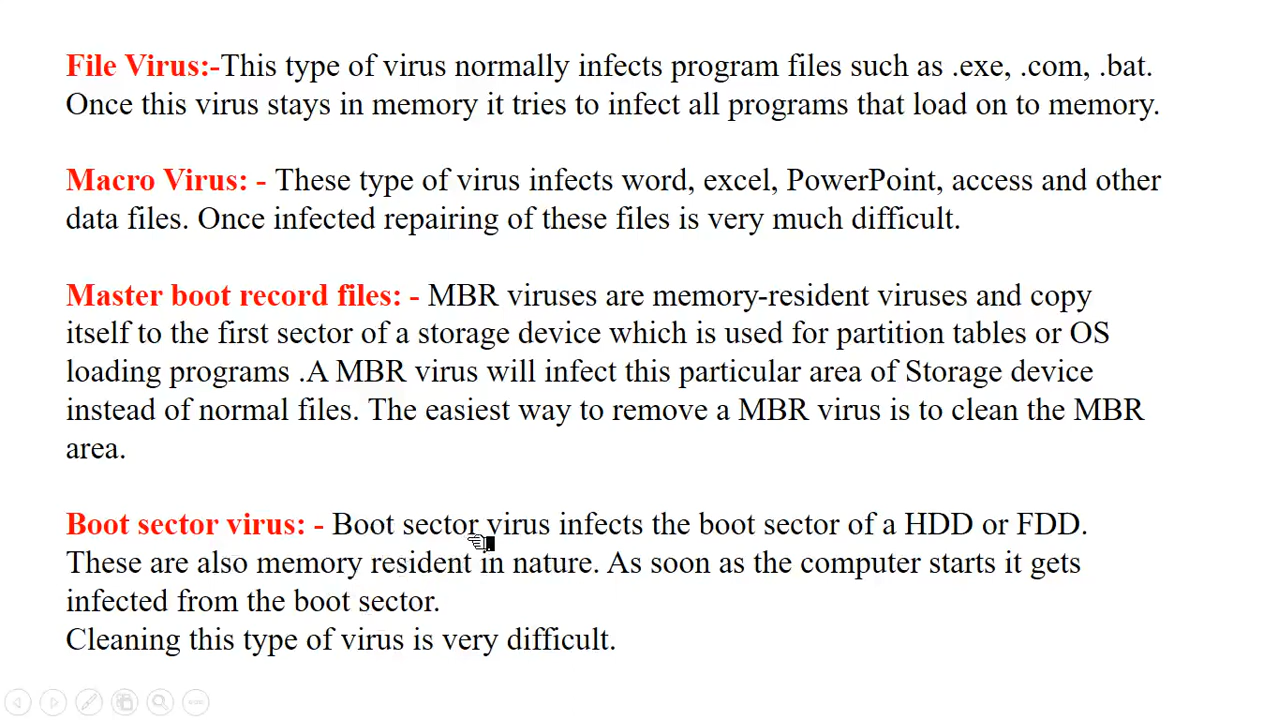 File Virus:-This type of virus normally infects program files such as .exe, .com, .bat.
Once this virus stays in memory it tries to infect all programs that load on to memory.
Macro Virus: - These type of virus infects word, excel, PowerPoint, access and other
data files. Once infected repairing of these files is very much difficult.
Master boot record files: - MBR viruses are memory-resident viruses and copy
itself to the first sector of a storage device which is used for partition tables or OS
loading programs .A MBR virus will infect this particular area of Storage device
instead of normal files. The easiest way to remove a MBR virus is to clean the MBR
area.
Boot sector virus: - Boot sector virus infects the boot sector of a HDD or FDD.
These are also memory resident in nature. As soon as the computer starts it gets
infected from the boot sector.
Cleaning this type of virus is very difficult.